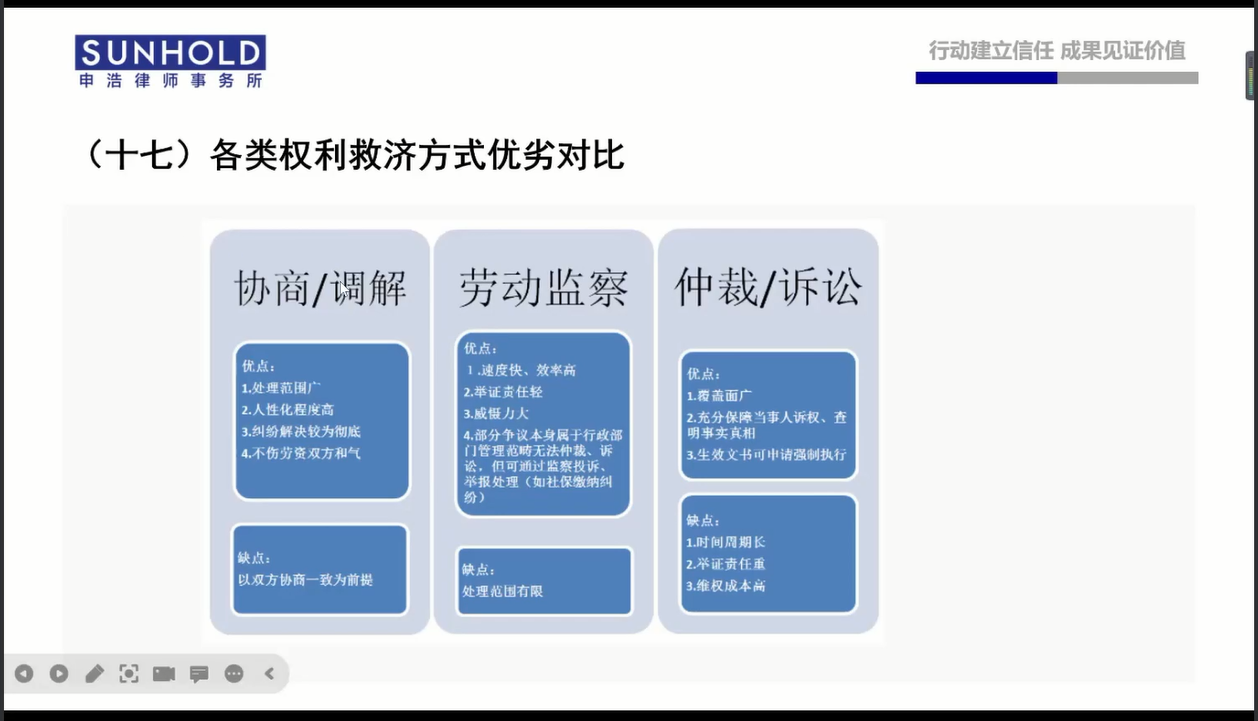 SUNHOLD
申浩律师事务所
行动建立信任 成果见证价值
（十七）各类权利救济方式优劣对比
协商/调解
优点：
1.处理范围广
2.人性化程度高
3.纠纷解决较为彻底
4.不伤劳资双方和气
缺点：
以双方协商一致为前提
劳动监察
优点：
1.速度快、效率高
2.举证责任轻
3.威慑力大
4.部分争议本身属于行政部
门管理范畴无法仲裁、诉
讼，但可通过监察投诉、
举报处理（如社保缴纳纠
纷）
缺点：
处理范围有限
仲裁/诉讼
优点：
1.覆盖面广
2.充分保障当事人诉权、查
明事实真相
3.生效文书可申请强制执行
缺点：
1.时间周期长
2.举证责任重
3.维权成本高